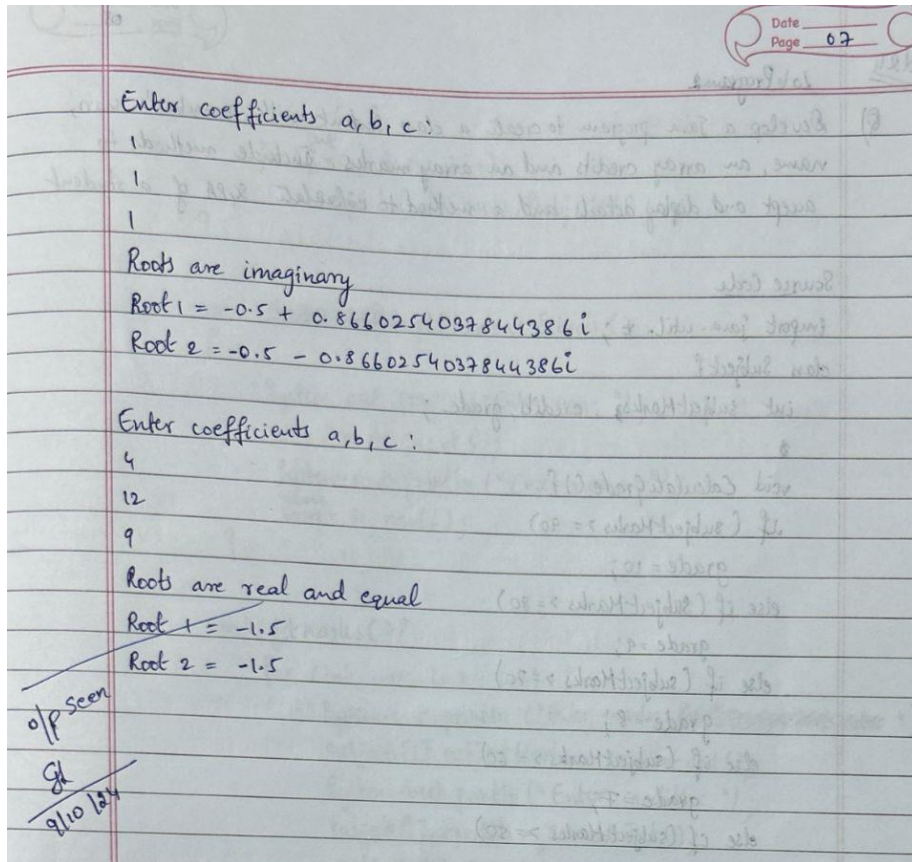 Date
Page 07
Enter coefficients a, b, c :
1
1
1
Roots are imaginary
Root 1 = -0.5 + 0.8660254037844386i
Root 2 = -0.5 - 0.8660254037844386i
Enter coefficients a, b, c :
4
12
9
Roots are real and equal
Root 1 = -1.5
Root 2 = -1.5
o/p seen
9/10/24